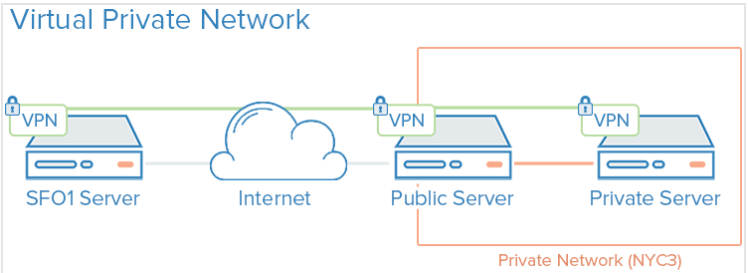 Virtual Private Network
VPN
VPN
VPN
SFO1 Server
Internet
Public Server
Private Server
Private Network (NYC3)